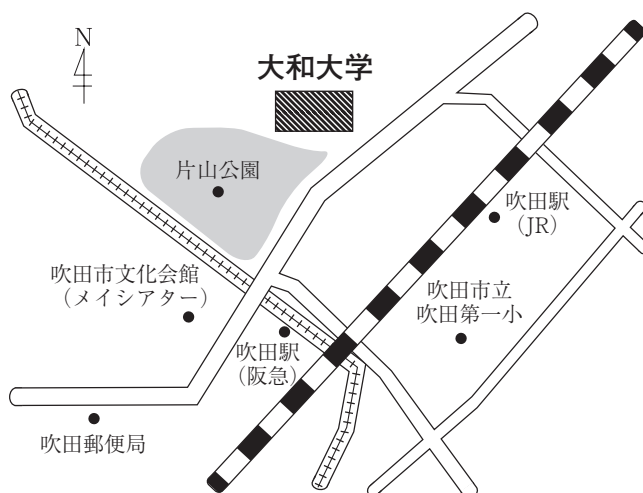 N
大和大学
片山公園
吹田駅
(JR)
吹田市文化会館
(メイシアター)
吹田市立
吹田第一小
吹田駅
(阪急)
吹田郵便局